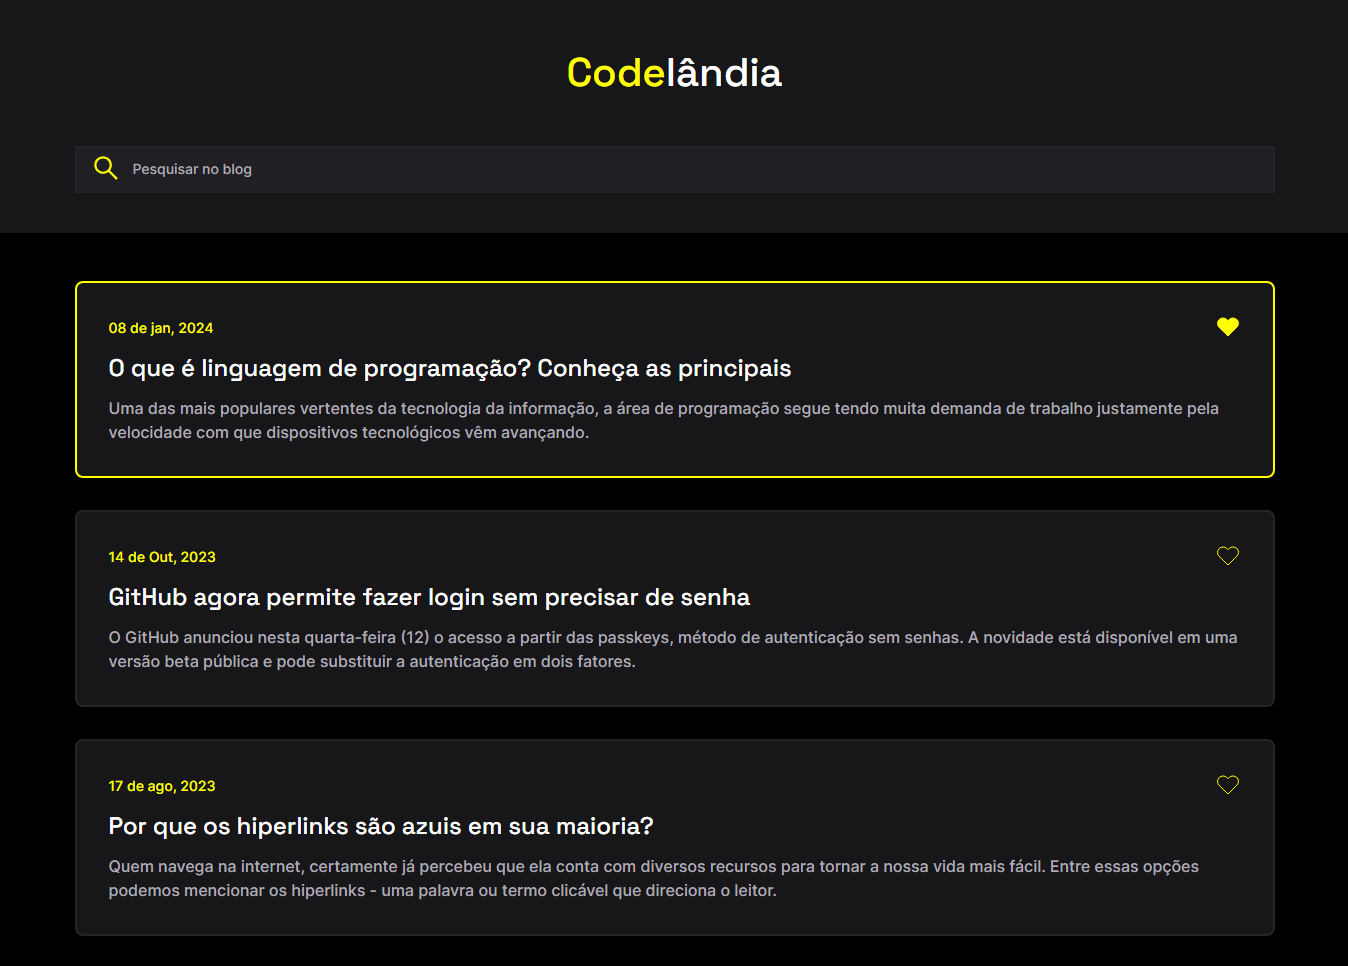 Codelândia
Pesquisar no blog
08 de jan, 2024
O que é linguagem de programação? Conheça as principais
Uma das mais populares vertentes da tecnologia da informação, a área de programação segue tendo muita demanda de trabalho justamente pela
velocidade com que dispositivos tecnológicos vêm avançando.
14 de Out, 2023
GitHub agora permite fazer login sem precisar de senha
O GitHub anunciou nesta quarta-feira (12) o acesso a partir das passkeys, método de autenticação sem senhas. A novidade está disponível em uma
versão beta pública e pode substituir a autenticação em dois fatores.
17 de ago, 2023
Por que os hiperlinks são azuis em sua maioria?
Quem navega na internet, certamente já percebeu que ela conta com diversos recursos para tornar a nossa vida mais fácil. Entre essas opções
podemos mencionar os hiperlinks - uma palavra ou termo clicável que direciona o leitor.